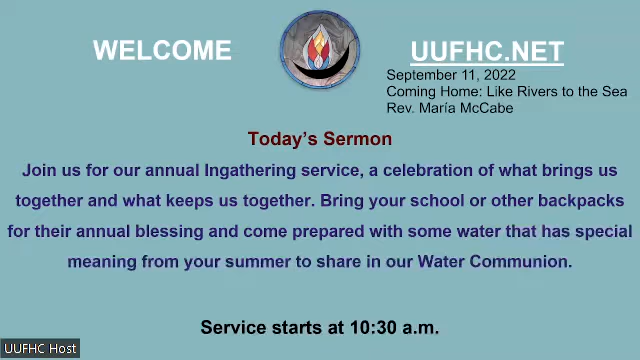 WELCOME
UUFHC.NET
September 11, 2022
Coming Home: Like Rivers to the Sea
Rev. María McCabe
Today's Sermon
Join us for our annual Ingathering service, a celebration of what brings us
together and what keeps us together. Bring your school or other backpacks
for their annual blessing and come prepared with some water that has special
meaning from your summer to share in our Water Communion.
Service starts at 10:30 a.m.
UUFHC Host